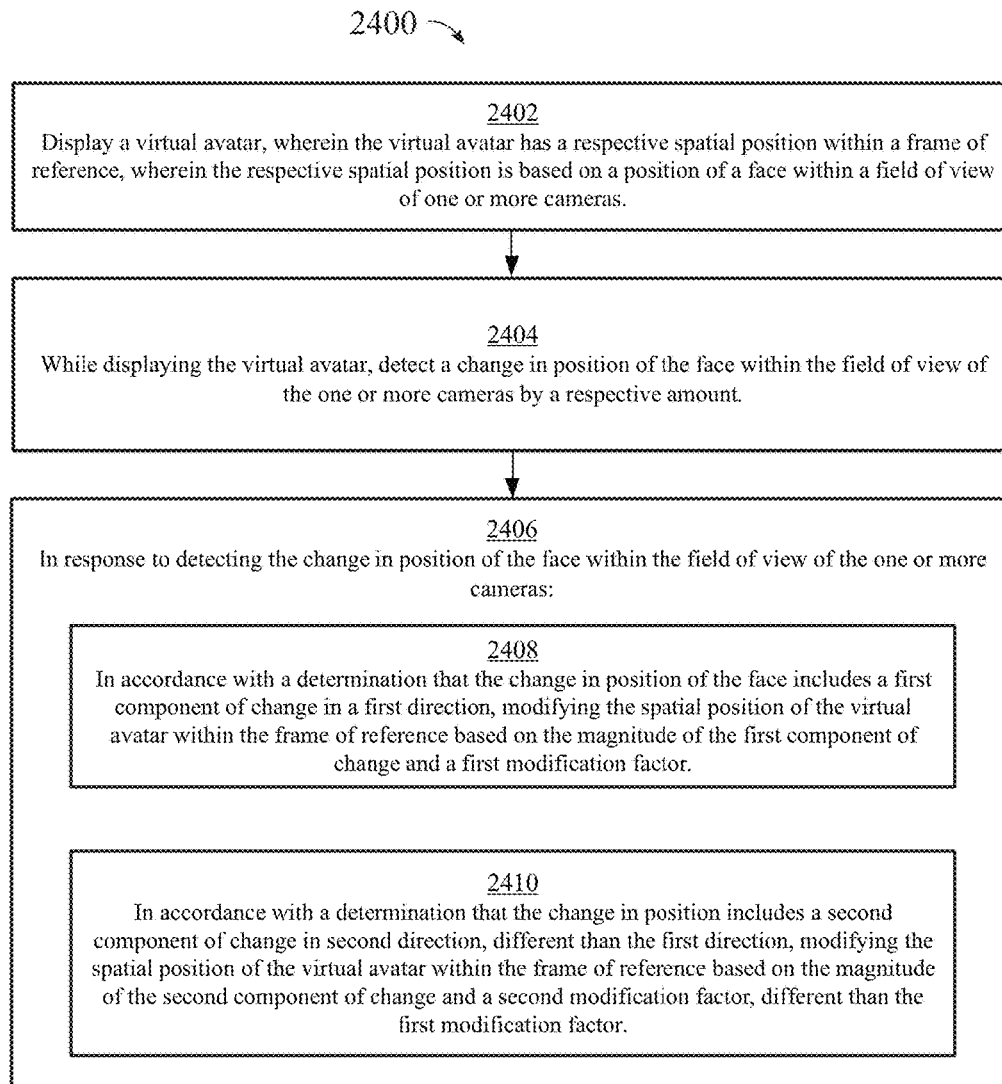 2400
2402
Display a virtual avatar, wherein the virtual avatar has a respective spatial position within a frame of
reference, wherein the respective spatial position is based on a position of a face within a field of view
of one or more cameras.
2404
While displaying the virtual avatar, detect a change in position of the face within the field of view of
the one or more cameras by a respective amount.
2406
In response to detecting the change in position of the face within the field of view of the one or more
cameras:
2408
In accordance with a determination that the change in position of the face includes a first
component of change in a first direction, modifying the spatial position of the virtual
avatar within the frame of reference based on the magnitude of the first component of
change and a first modification factor.
2410
In accordance with a determination that the change in position includes a second
component of change in second direction, different than the first direction, modifying the
spatial position of the virtual avatar within the frame of reference based on the magnitude
of the second component of change and a second modification factor, different than the
first modification factor.